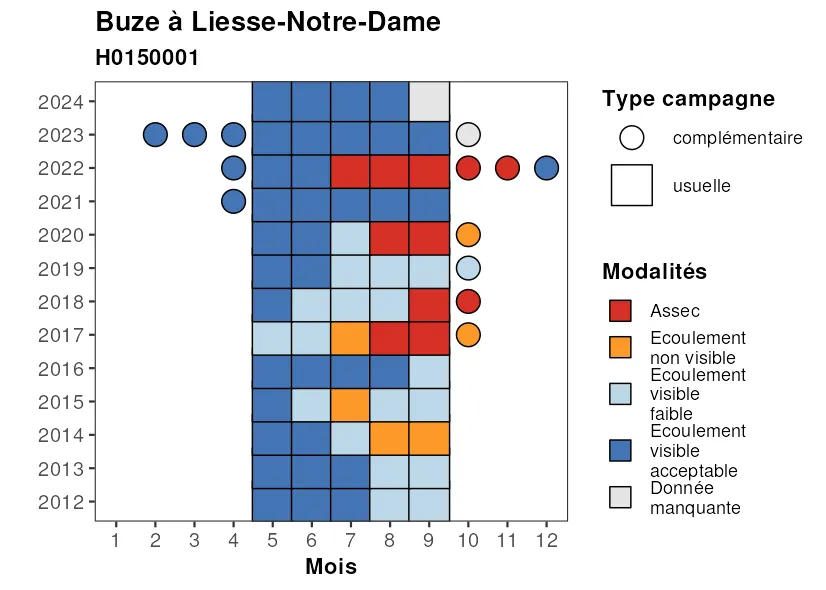 Buze à Liesse-Notre-Dame
H0150001
2024
2023
2022
2021
2020
2019
2018
2017
2016
2015
2014
2013
2012
1 2 3 4 5 6 7 8 9 10 11 12
Mois
Type campagne
complémentaire
usuelle
Modalités
Assec
Ecoulement
non visible
Ecoulement
visible
faible
Ecoulement
visible
acceptable
Donnée
manquante